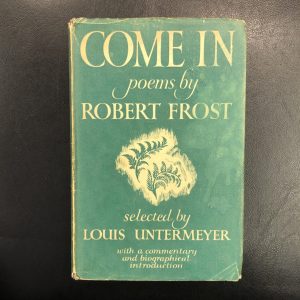 COME IN
poems by
ROBERT FROST
selected by
LOUIS UNTERMEYER
with a commentary
and biographical
introduction